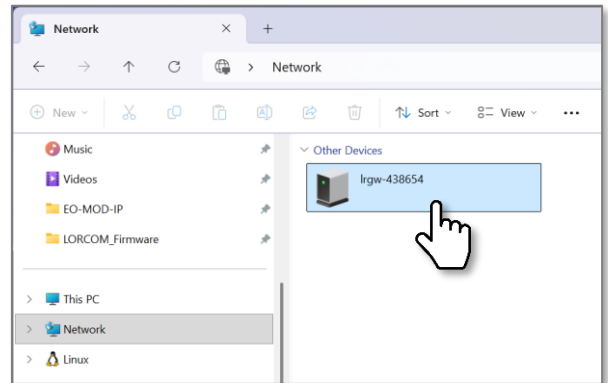 Network
Network
New
Sort
View
Music
Videos
EO-MOD-IP
LORCOM_Firmware
This PC
Network
Linux
Other Devices
lrgw-438654